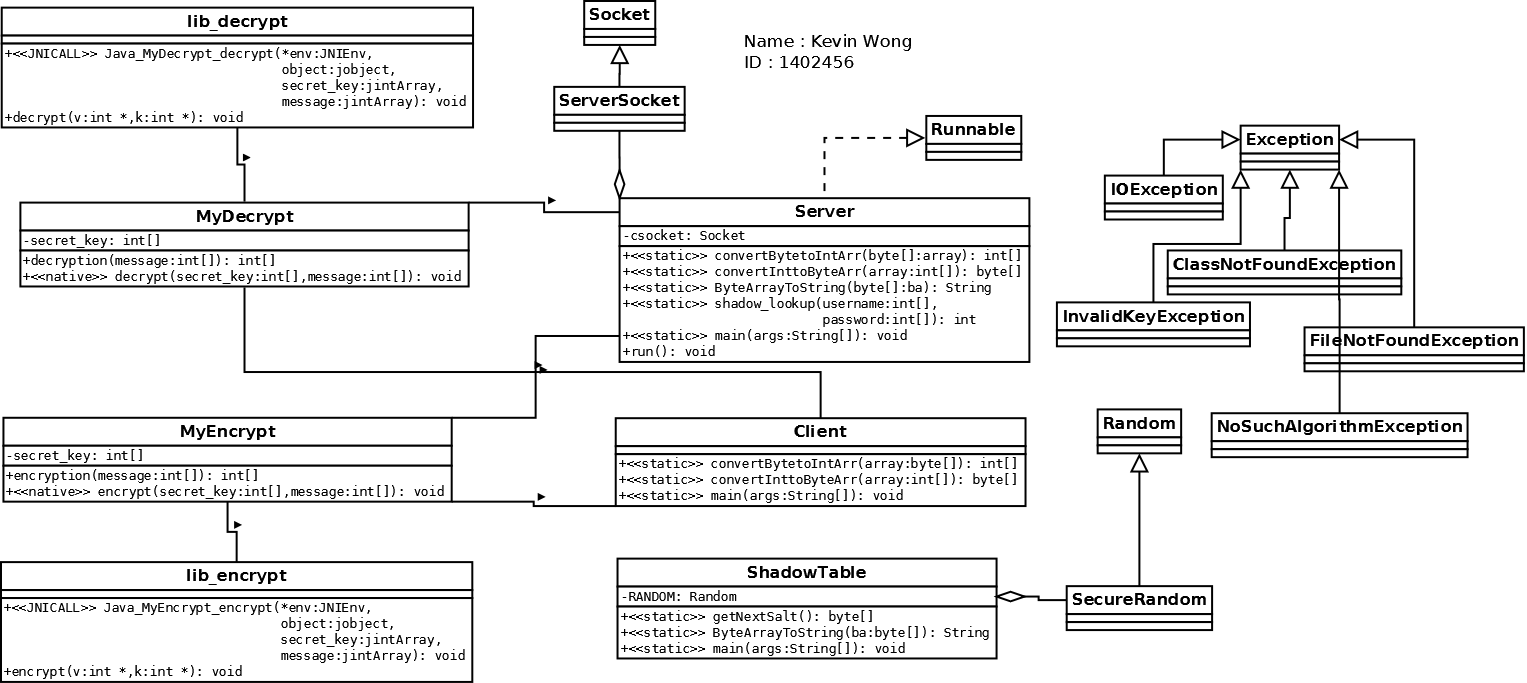 lib_decrypt
+<<JNICALL>> Java_MyDecrypt_decrypt(*env:JNIEnv,
object:jobject,
secret_key:jintArray,
message:jintArray): void
+decrypt(v:int *,k:int *): void
Socket
Name : Kevin Wong
ID : 1402456
ServerSocket
Runnable
Exception
IOException
MyDecrypt
-secret_key: int[]
+decryption(message:int[]): int[]
+<<native>> decrypt(secret_key:int[],message:int[]): void
Server
-csocket: Socket
+<<static>> convertBytetoIntArr(byte[]:array): int[]
+<<static>> convertInttoByteArr(array:int[]): byte[]
+<<static>> ByteArrayToString(byte[]:ba): String
+<<static>> shadow_lookup(username:int[],
password:int[]): int
+<<static>> main(args:String[]): void
+run(): void
ClassNotFoundException
InvalidKeyException
FileNotFoundException
MyEncrypt
-secret_key: int[]
+encryption(message:int[]): int[]
+<<native>> encrypt(secret_key:int[],message:int[]): void
Client
+<<static>> convertBytetoIntArr(array:byte[]): int[]
+<<static>> convertInttoByteArr(array:int[]): byte[]
+<<static>> main(args:String[]): void
Random
NoSuchAlgorithmException
lib_encrypt
+<<JNICALL>> Java_MyEncrypt_encrypt(*env:JNIEnv,
object:jobject,
secret_key:jintArray,
message:jintArray): void
+encrypt(v:int *,k:int *): void
ShadowTable
-RANDOM: Random
+<<static>> getNextSalt(): byte[]
+<<static>> ByteArrayToString(ba:byte[]): String
+<<static>> main(args:String[]): void
SecureRandom